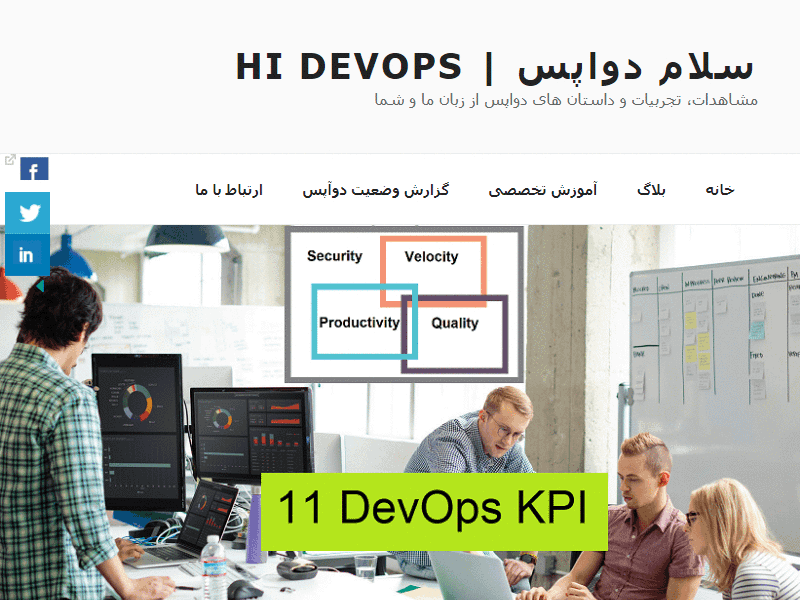 سلام دواپس | HI DEVOPS
مشاهدات، تجربیات و داستان های دواپس از زبان ما و شما
خانه
بلاگ
آموزش تخصصی
گزارش وضعیت دوآپس
ارتباط با ما
f
in
Security
Velocity
Productivity
Quality
11 DevOps KPI